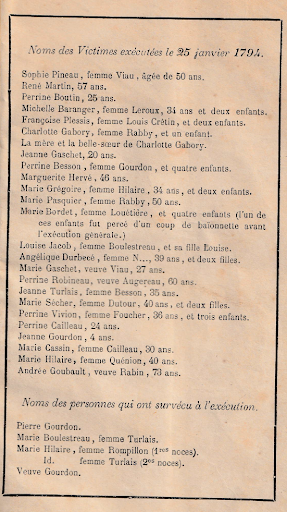 Noms des Victimes exécutées le 25 janvier 1794.
Sophie Pineau, femme Viau, âgée de 50 ans.
René Martin, 57 ans.
Perrine Boutin, 25 ans.
Michelle Baranger, femme Leroux, 34 ans et deux enfants.
Françoise Plessis, femme Louis Crétin, et deux enfants.
Charlotte Gabory, femme Rabby, et un enfant.
La mère et la belle-sœur de Charlotte Gabory.
Jeanne Gaschet, 20 ans.
Perrine Besson, femme Gourdon, et quatre enfants.
Marguerite Hervé, 46 ans.
Marie Grégoire, femme Hilaire, 34 ans, et deux enfants.
Marie Pasquier, femme Rabby, 50 ans.
Marie Bordet, femme Louëtière, et quatre enfants (l'un de
ces enfants fut percé d'un coup de baïonnette avant
l'exécution générale.)
Louise Jacob, femme Boulestreau, et sa fille Louise.
Angélique Durbecé, femme N..., 39 ans, et deux filles.
Marie Gaschet, veuve Viau, 27 ans.
Perrine Robineau, veuve Augereau, 60 ans.
Jeanne Turlais, femme Besson, 35 ans.
Marie Sécher, femme Dutour, 40 ans, et deux filles.
Perrine Vivion, femme Foucher, 36 ans, et trois enfants.
Perrine Cailleau, 24 ans.
Jeanne Gourdon, 4 ans.
Marie Cassin, femme Cailleau, 30 ans.
Marie Hilaire, femme Quénion, 40 ans.
Andrée Goubault, veuve Rabin, 73 ans.
Noms des personnes qui ont survécu à l'exécution.
Pierre Gourdon.
Marie Boulestreau, femme Turlais.
Marie Hilaire, femme Rompillon (1res noces).
Id. femme Turlais (2es noces).
Veuve Gourdon.